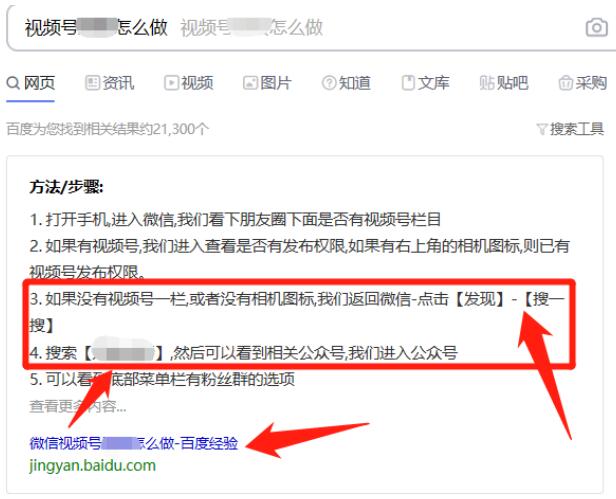 视频号 怎么做 视频号 怎么做
网页 资讯 视频 图片 知道 文库 贴吧 采购
百度为您找到相关结果约21,300个 搜索工具
方法/步骤:
1. 打开手机,进入微信,我们看下朋友圈下面是否有视频号栏目
2. 如果有视频号,我们进入查看是否有发布权限,如果有右上角的相机图标,则已有
视频号发布权限。
3. 如果没有视频号一栏,或者没有相机图标,我们返回微信-点击【发现】-【搜一
搜】
4. 搜索【 】,然后可以看到相关公众号,我们进入公众号
5. 可以看 底部菜单栏有粉丝群的选项
查看更多内容...
微信视频号 怎么做-百度经验
jingyan.baidu.com